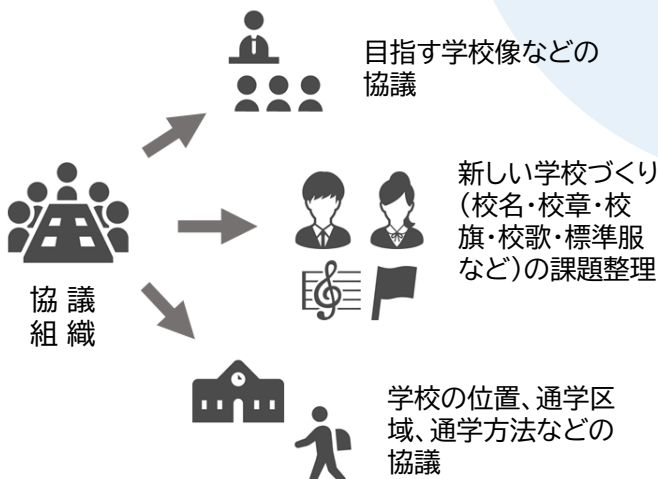 目指す学校像などの
協議
新しい学校づくり
(校名・校章・校
旗・校歌・標準服
など)の課題整理
協 議
組 織
学校の位置、通学区
域、通学方法などの
協議